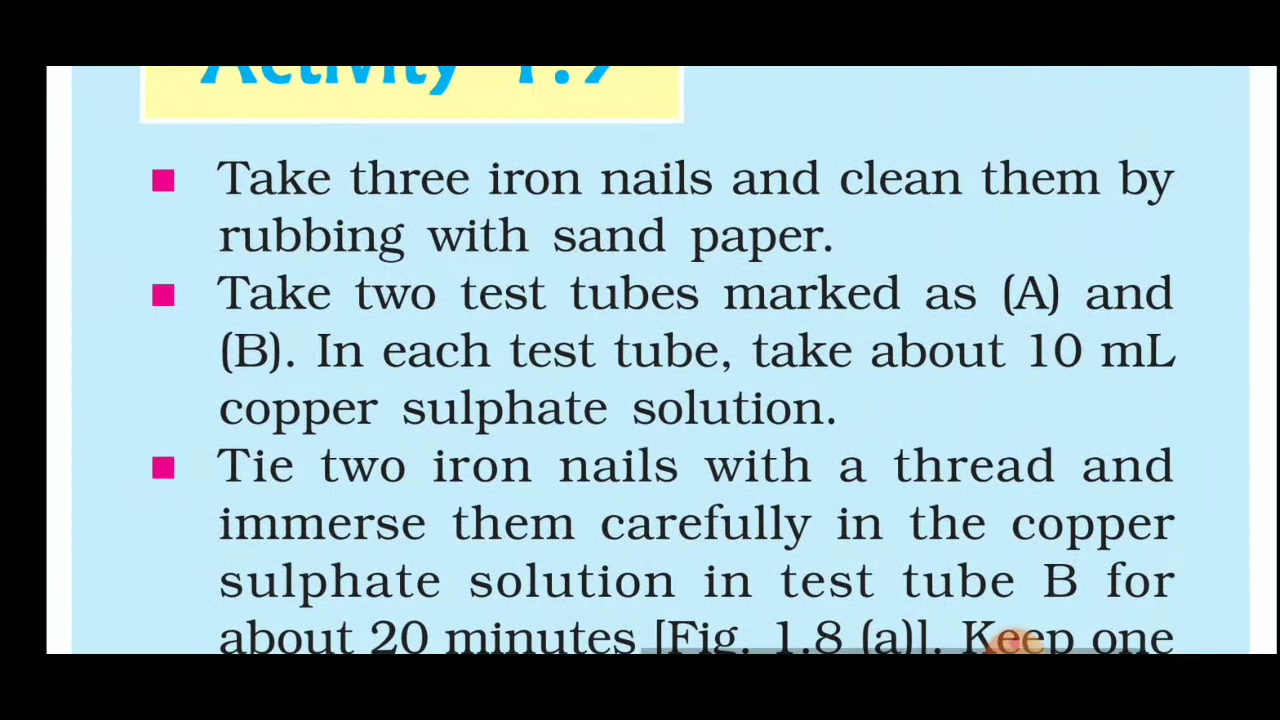 Activity 1.9
Take three iron nails and clean them by
rubbing with sand paper.
Take two test tubes marked as (A) and
(B). In each test tube, take about 10 mL
copper sulphate solution.
Tie two iron nails with a thread and
immerse them carefully in the copper
sulphate solution in test tube B for
about 20 minutes [Fig. 1.8 (a)]. Keep one